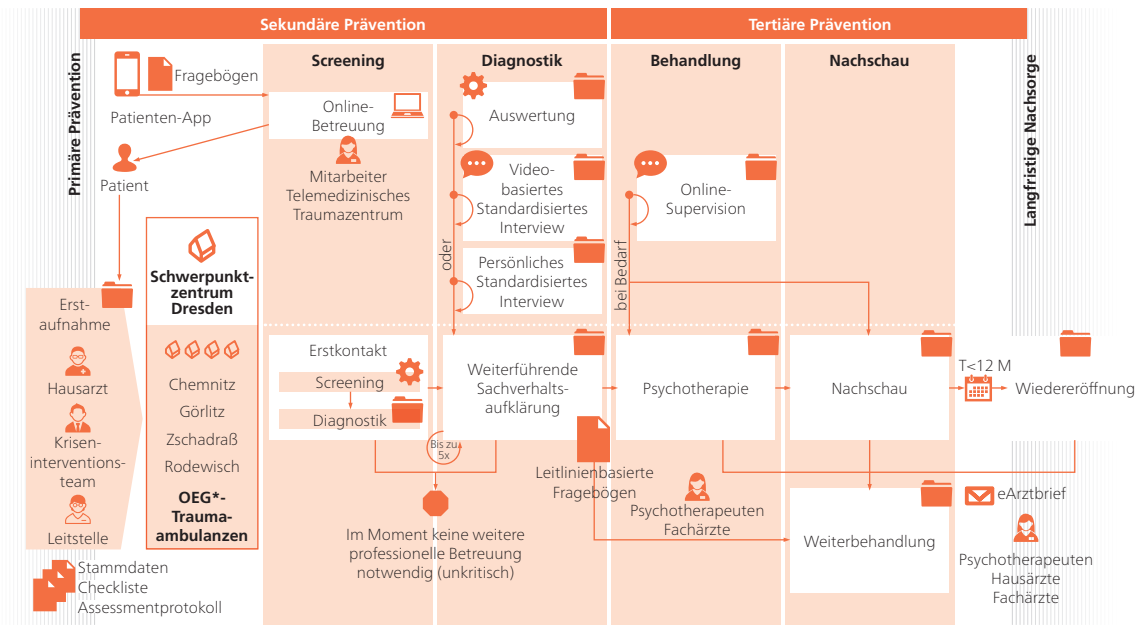 Sekundäre Prävention
Tertiäre Prävention
Primäre Prävention
Langfristige Nachsorge
Screening
Diagnostik
Behandlung
Nachschau
Fragebögen
Patienten-App
Patient
Online-
Betreuung
Mitarbeiter
Telemedizinisches
Traumazentrum
Auswertung
Video-
basiertes
Standardisiertes
Interview
oder
Persönliches
Standardisiertes
Interview
Online-
Supervision
bei Bedarf
Erst-
aufnahme
Hausarzt
Krisen-
interventions-
team
Leitstelle
Schwerpunkt-
zentrum
Dresden
Chemnitz
Görlitz
Zschadraß
Rodewisch
OEG*-
Trauma-
ambulanzen
Stammdaten
Checkliste
Assessmentprotokoll
Erstkontakt
Screening
Diagnostik
Bis zu
5x
Weiterführende
Sachverhalts-
aufklärung
Psychotherapie
Nachschau
T<12 M
Wiedereröffnung
Im Moment keine weitere
professionelle Betreuung
notwendig (unkritisch)
Leitlinienbasierte
Fragebögen
Psychotherapeuten
Fachärzte
Weiterbehandlung
eArztbrief
Psychotherapeuten
Hausärzte
Fachärzte